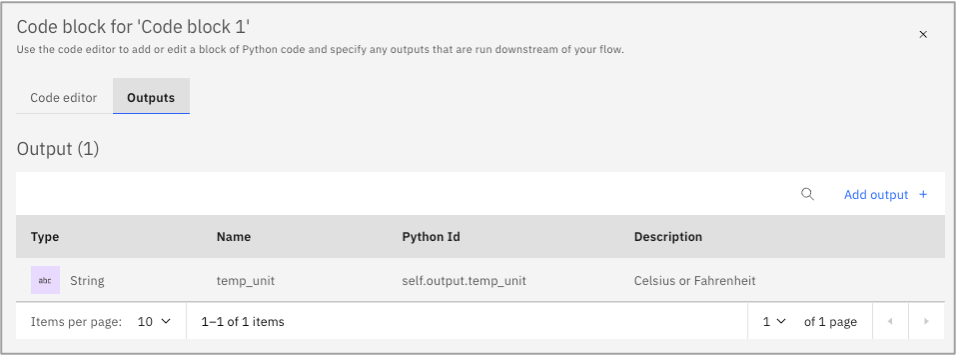 Code block for 'Code block 1'
Use the code editor to add or edit a block of Python code and specify any outputs that are run downstream of your flow.
Code editor Outputs
Output (1)
Add output +
Type Name Python Id Description
abc String temp_unit self.output.temp_unit Celsius or Fahrenheit
Items per page: 10 1–1 of 1 items 1 of 1 page